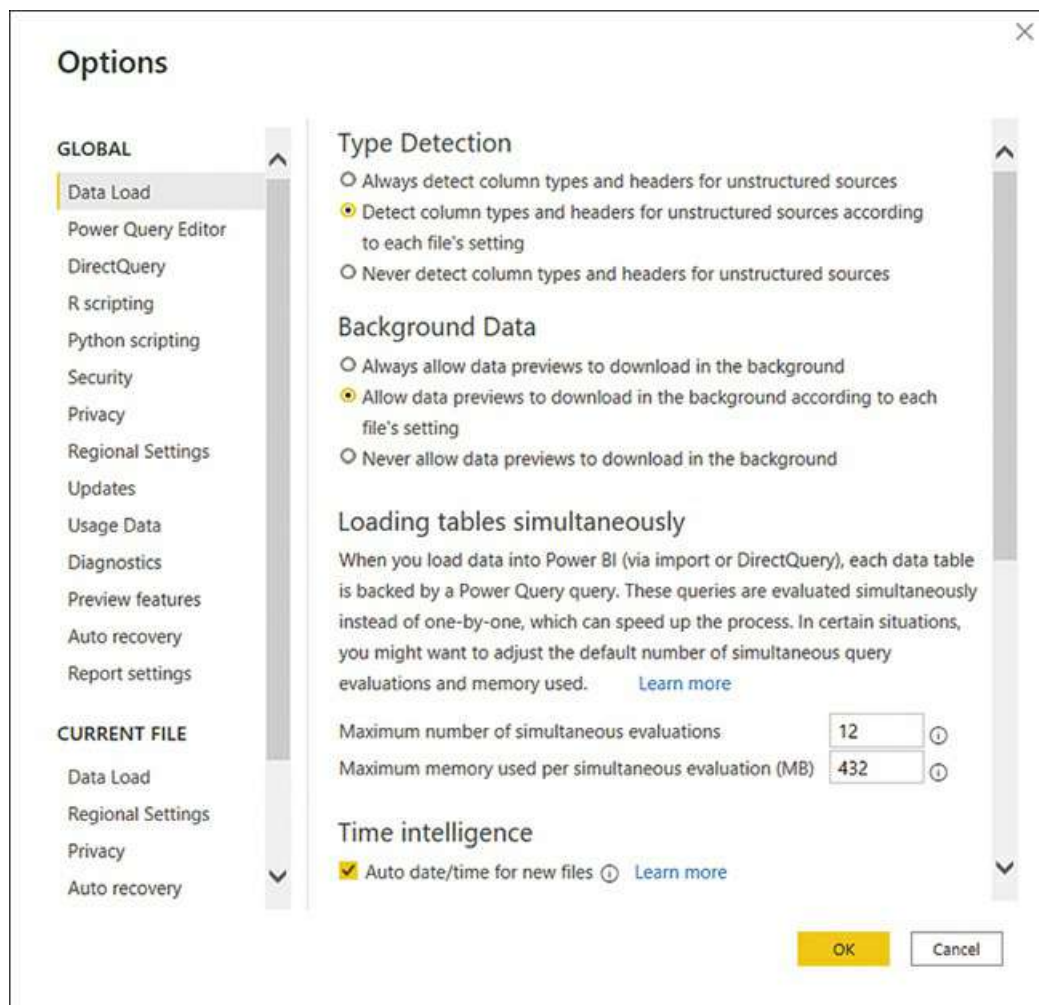 Options
GLOBAL
Data Load
Power Query Editor
DirectQuery
R scripting
Python scripting
Security
Privacy
Regional Settings
Updates
Usage Data
Diagnostics
Preview features
Auto recovery
Report settings
CURRENT FILE
Data Load
Regional Settings
Privacy
Auto recovery
Type Detection
Always detect column types and headers for unstructured sources
Detect column types and headers for unstructured sources according
to each file's setting
Never detect column types and headers for unstructured sources
Background Data
Always allow data previews to download in the background
Allow data previews to download in the background according to each
file's setting
Never allow data previews to download in the background
Loading tables simultaneously
When you load data into Power BI (via import or DirectQuery), each data table
is backed by a Power Query query. These queries are evaluated simultaneously
instead of one-by-one, which can speed up the process. In certain situations,
you might want to adjust the default number of simultaneous query
evaluations and memory used. Learn more
Maximum number of simultaneous evaluations 12
Maximum memory used per simultaneous evaluation (MB) 432
Time intelligence
Auto date/time for new files Learn more
OK Cancel